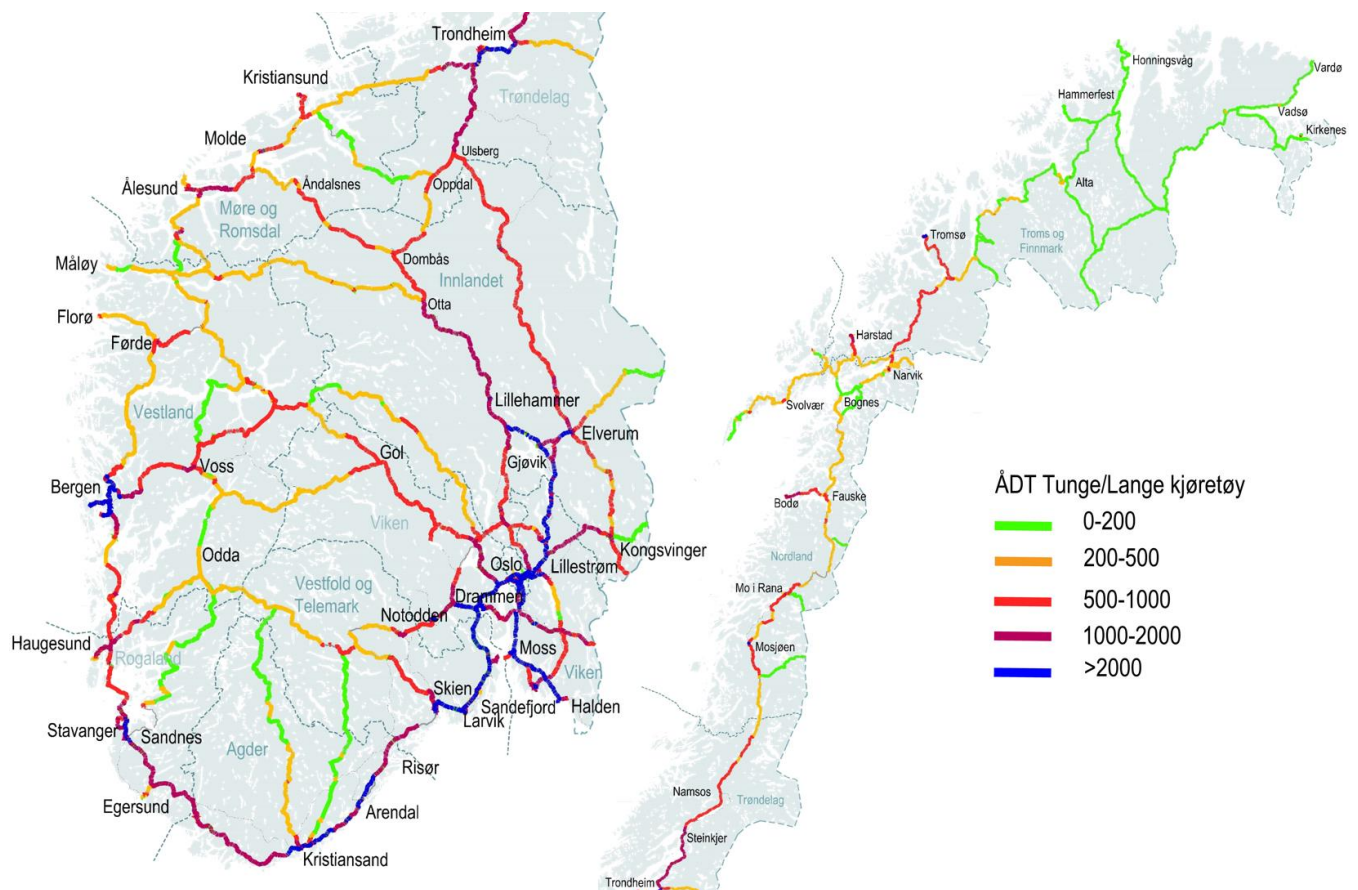 Trondheim
Kristiansund
Trøndelag
Molde
Ulsberg
Ålesund
Åndalsnes
Oppdal
Møre og
Romsdal
Måløy
Dombås
Innlandet
Otta
Florø
Førde
Vestland
Lillehammer
Elverum
Gol
Gjøvik
Voss
Bergen
Viken
Kongsvinger
Odda
Oslo
Lillestrøm
Vestfold og
Telemark
Drammen
Notodden
Haugesund
Rogaland
Moss
Viken
Skien
Sandefjord
Halden
Larvik
Stavanger
Sandnes
Agder
Risør
Egersund
Arendal
Kristiansand
Honningsvåg
Vardø
Hammerfest
Vadsø
Kirkenes
Alta
Tromsø
Troms og
Finnmark
Harstad
Narvik
Svolvær
Bognes
Bodø
Fauske
Nordland
Mo i Rana
Mosjøen
Namsos
Trøndelag
Steinkjer
Trondheim
ÅDT Tunge/Lange kjøretøy
0-200
200-500
500-1000
1000-2000
>2000